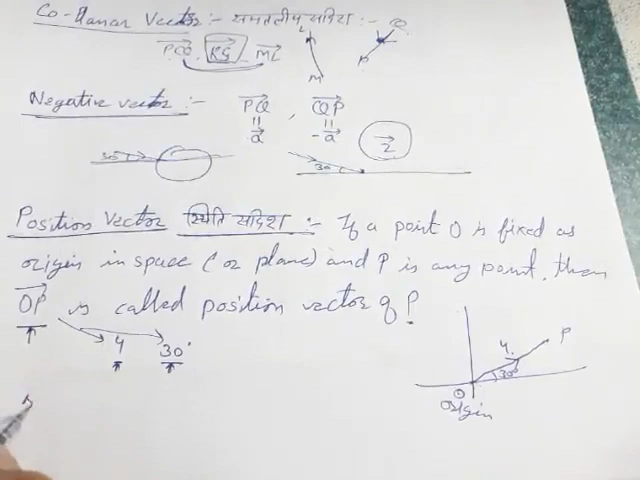 Co-Planar Vector :- समतलीय सदिश :-
PQ, RS, ML
L
M
Q
P
Negative vector :- PQ, QP
= =
a -a
2
30°
30
Position Vector स्थिति सदिश :- If a point O is fixed as
origin in space (or plane) and P is any point, then
OP is called position vector of P.
4 30°
P
4
30°
O
Origin